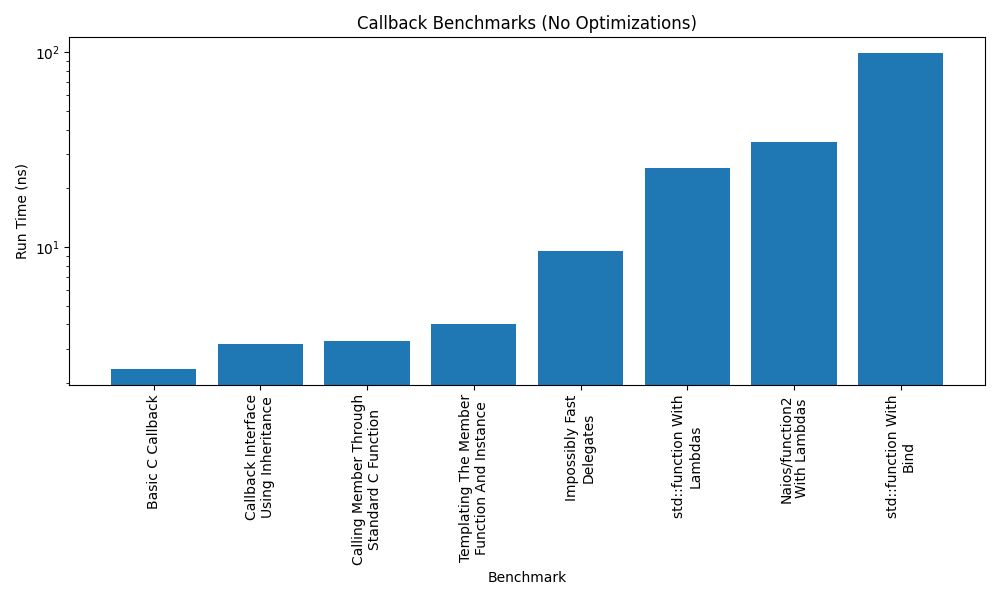 Callback Benchmarks (No Optimizations)
Run Time (ns)
10²
10¹
Basic C Callback
Callback Interface
Using Inheritance
Calling Member Through
Standard C Function
Templating The Member
Function And Instance
Impossibly Fast
Delegates
std::function With
Lambdas
Naios/function2
With Lambdas
std::function With
Bind
Benchmark